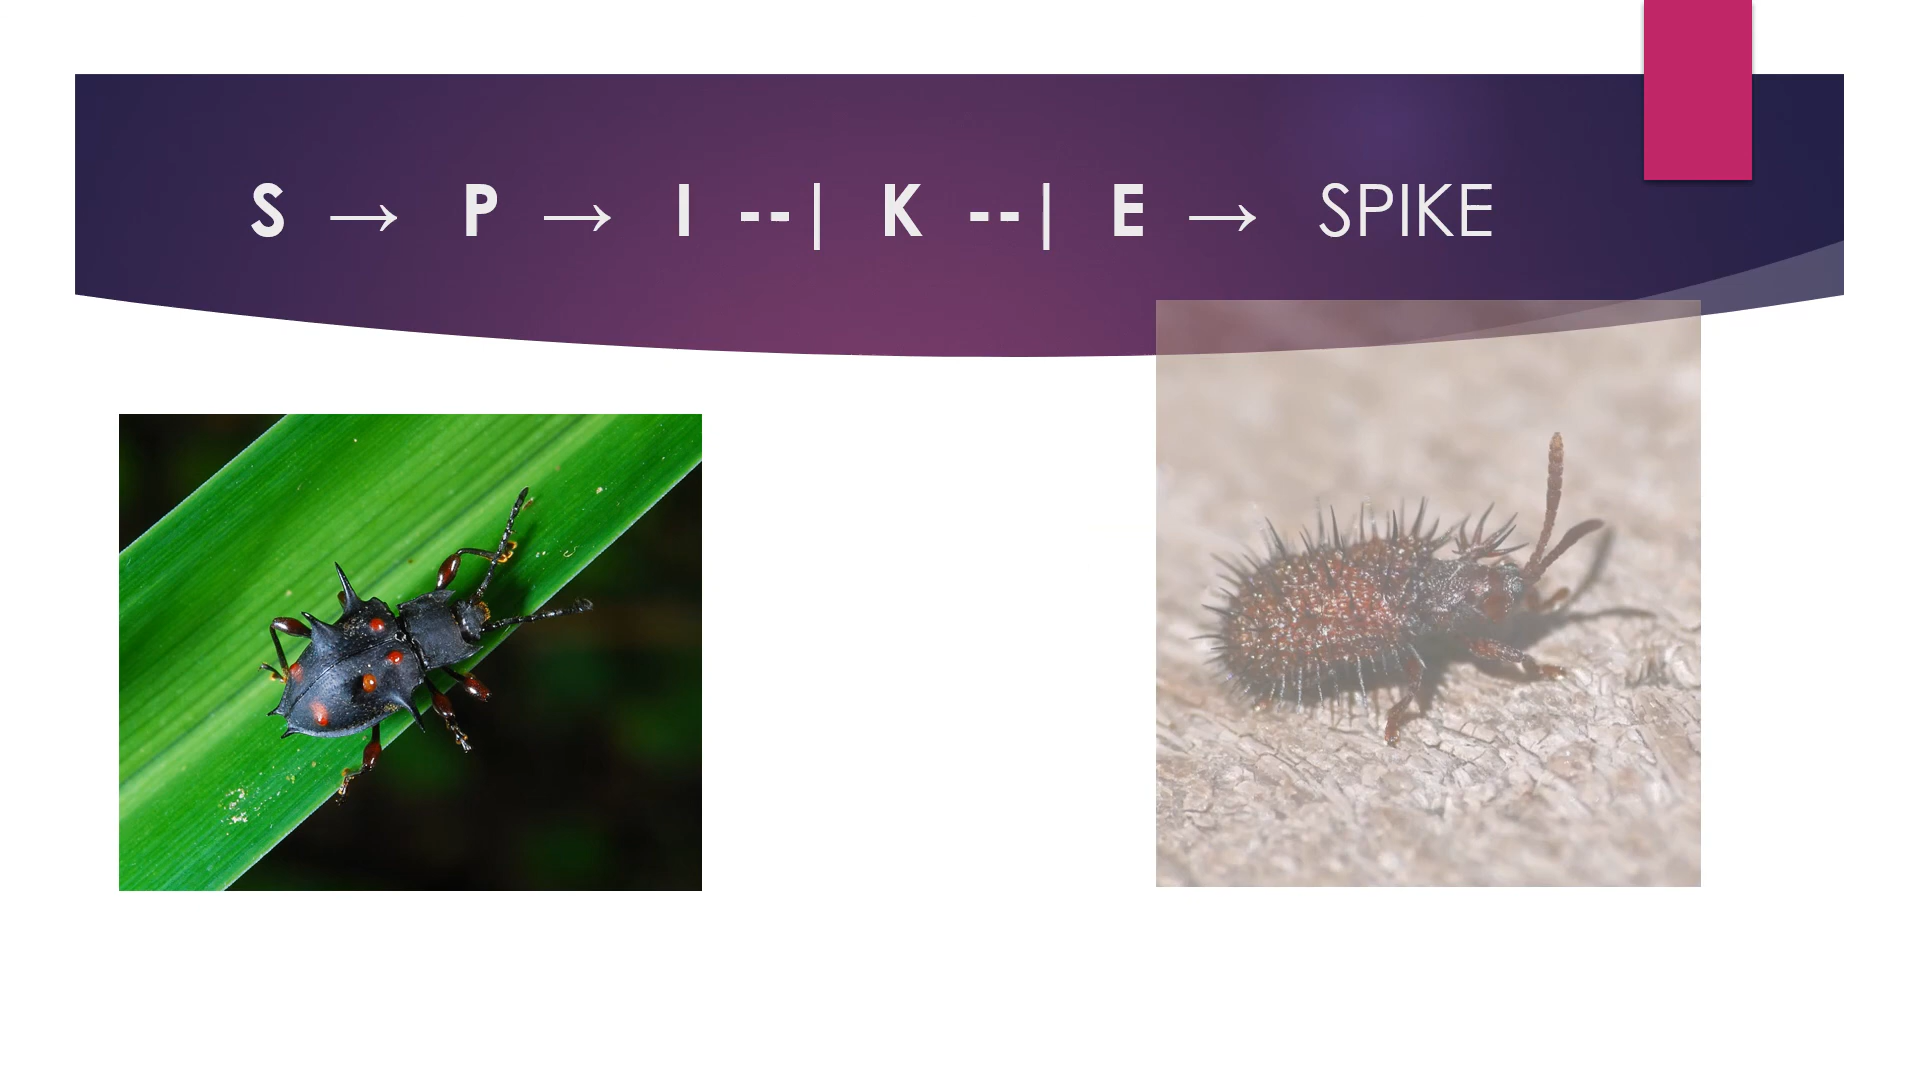 S → P → I --| K --| E → SPIKE